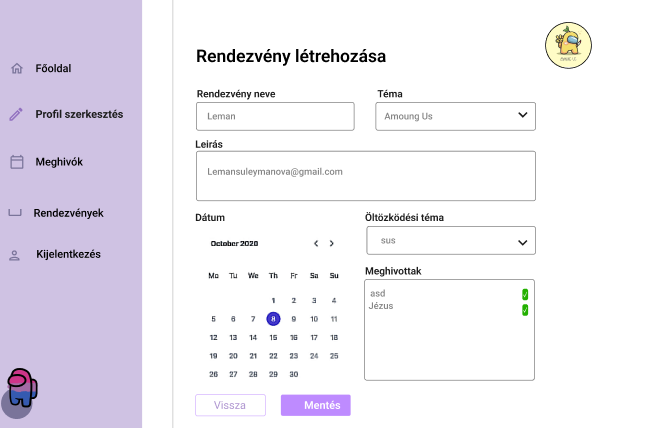 Főoldal
Profil szerkesztés
Meghivók
Rendezvények
Kijelentkezés
Rendezvény létrehozása
Rendezvény neve
Téma
Leman
Amoung Us
Leirás
Lemansuleymanova@gmail.com
Dátum
October 2020
Mo Tu We Th Fr Sa Su
1 2 3 4
5 6 7 8 9 10 11
12 13 14 15 16 17 18
19 20 21 22 23 24 25
26 27 28 29 30
Öltözködési téma
sus
Meghivottak
asd
Jézus
Vissza
Mentés